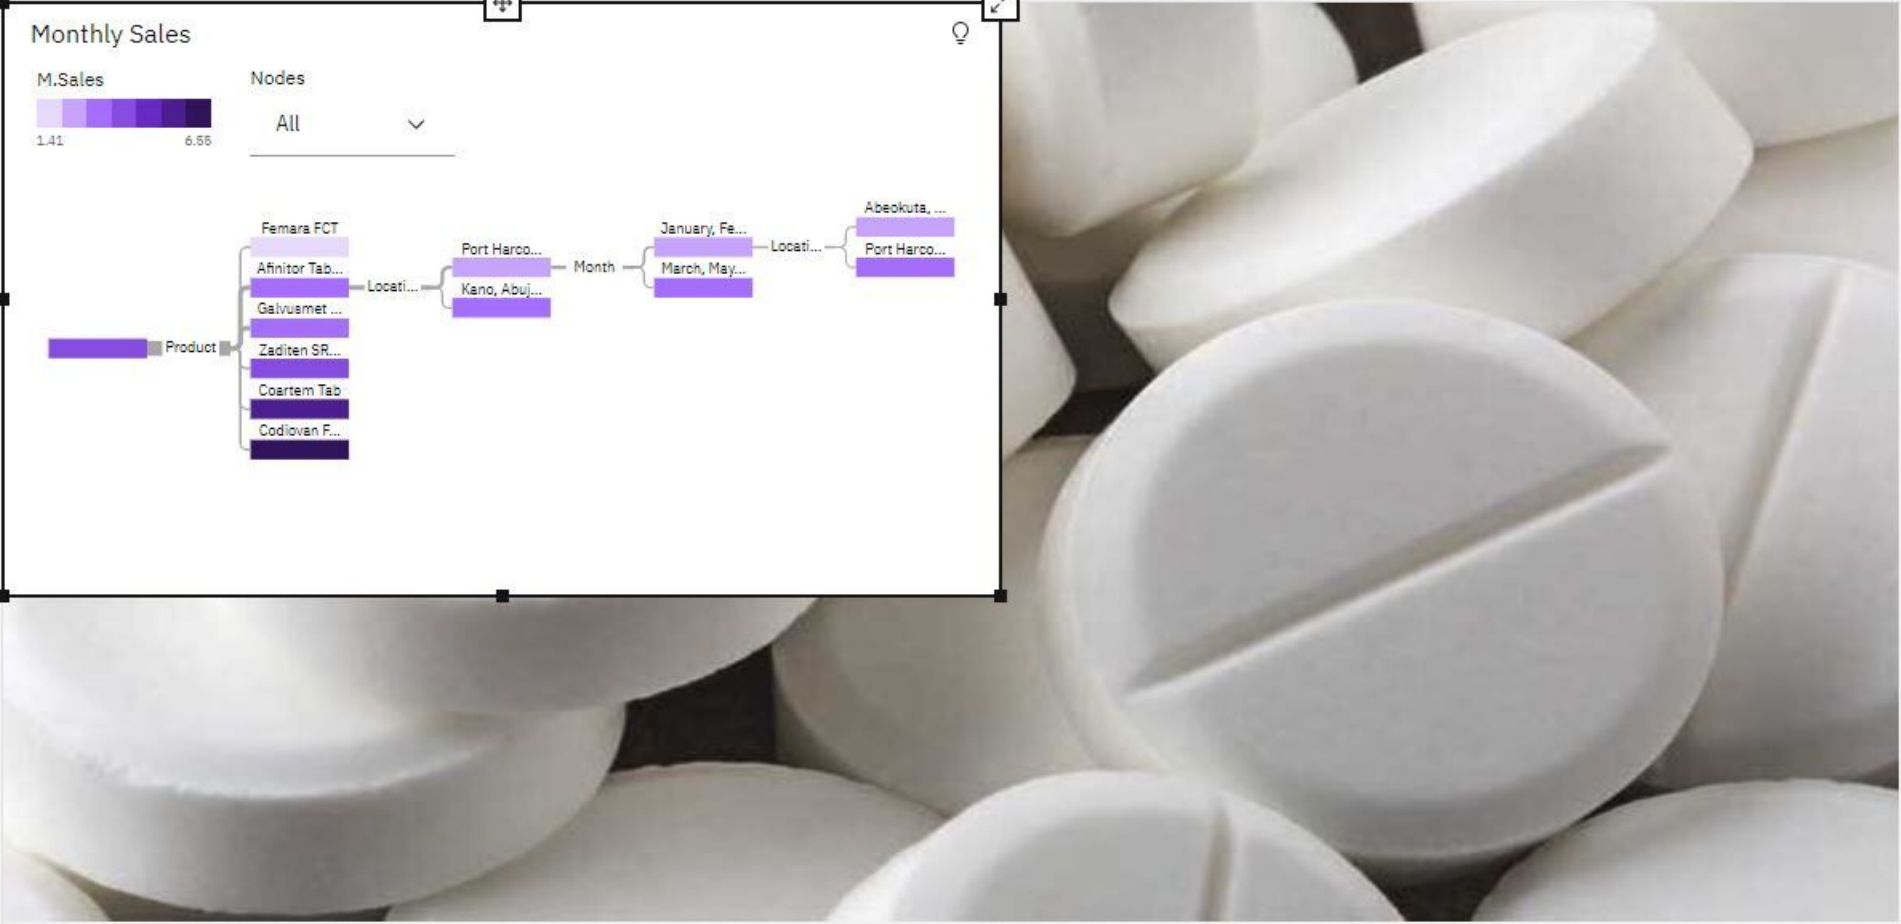 Monthly Sales
M.Sales
Nodes
All
1.41
6.55
Femara FCT
Afinitor Tab...
Galvusmet ...
Zaditen SR...
Coartem Tab
Codiovan F...
Product
Locati...
Port Harco...
Kano, Abuj...
Month
January, Fe...
March, May...
Locati...
Abeokuta, ...
Port Harco...